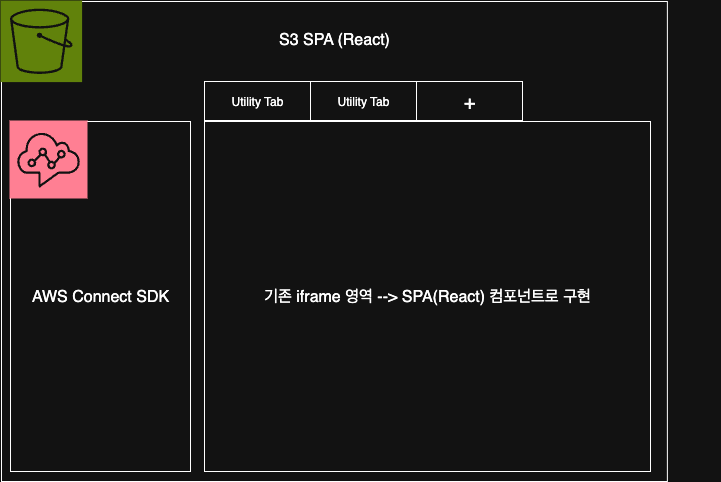 S3 SPA (React)
Utility Tab
Utility Tab
+
AWS Connect SDK
기존 iframe 영역 --> SPA(React) 컴포넌트로 구현